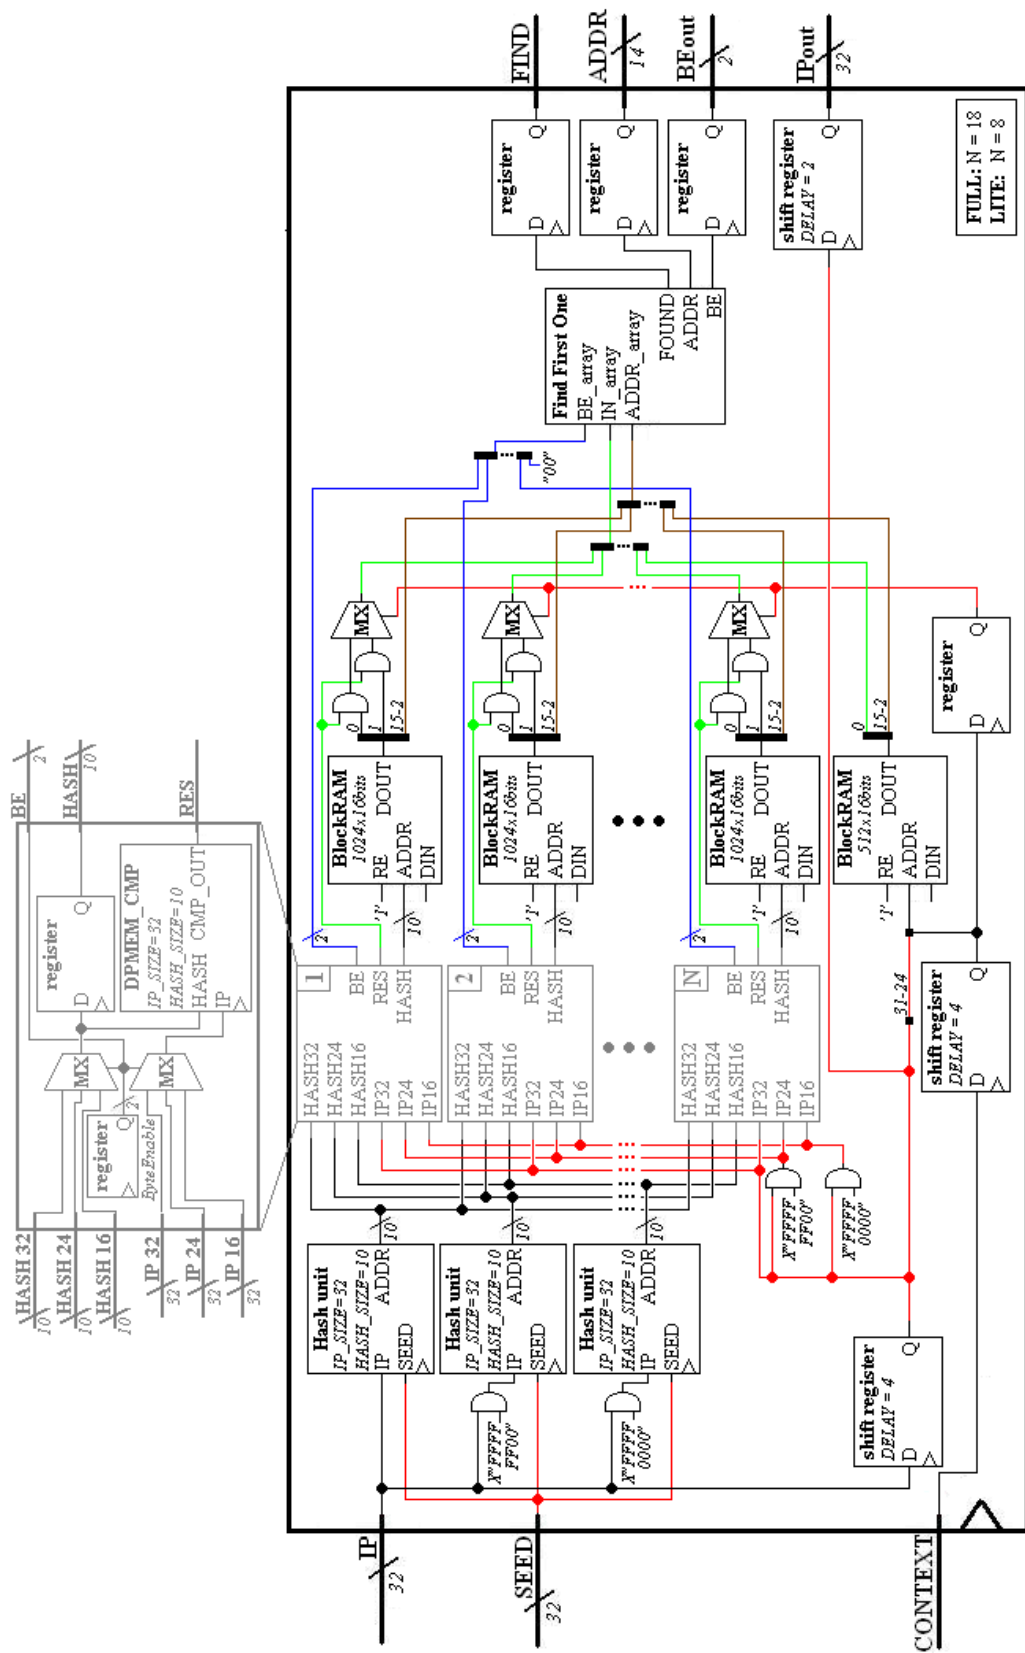 HASH 32
10
HASH 24
10
HASH 16
10
IP 32
32
IP 24
32
IP 16
32
register
Q
ByteEnable
2
MX
MX
register
D
Q
DPMEM_CMP
IP_SIZE=32
HASH_SIZE=10
HASH CMP_OUT
IP
BE
2
HASH
10
RES
IP
32
SEED
32
CONTEXT
Hash unit
IP_SIZE=32
HASH_SIZE=10
IP
ADDR
SEED
10
X"FFFF
FF00"
Hash unit
IP_SIZE=32
HASH_SIZE=10
IP
ADDR
SEED
10
X"FFFF
0000"
Hash unit
IP_SIZE=32
HASH_SIZE=10
IP
ADDR
SEED
10
shift register
DELAY = 4
D
Q
X"FFFF
FF00"
X"FFFF
0000"
1
HASH32
HASH24
HASH16
IP32
IP24
IP16
BE
RES
HASH
2
HASH32
HASH24
HASH16
IP32
IP24
IP16
BE
RES
HASH
N
HASH32
HASH24
HASH16
IP32
IP24
IP16
BE
RES
HASH
shift register
DELAY = 4
D
Q
31-24
2
'1'
10
BlockRAM
1024x16bits
RE
ADDR
DOUT
DIN
0
1
15-2
MX
2
'1'
10
BlockRAM
1024x16bits
RE
ADDR
DOUT
DIN
0
1
15-2
MX
2
'1'
10
BlockRAM
1024x16bits
RE
ADDR
DOUT
DIN
0
1
15-2
MX
'1'
BlockRAM
512x16bits
RE
ADDR
DOUT
DIN
0
15-2
register
D
Q
"00"
Find First One
BE_array
IN_array
ADDR_array
FOUND
ADDR
BE
register
D
Q
register
D
Q
register
D
Q
shift register
DELAY = 2
D
Q
FIND
ADDR
14
BEout
2
IPout
32
FULL: N = 18
LITE: N = 8